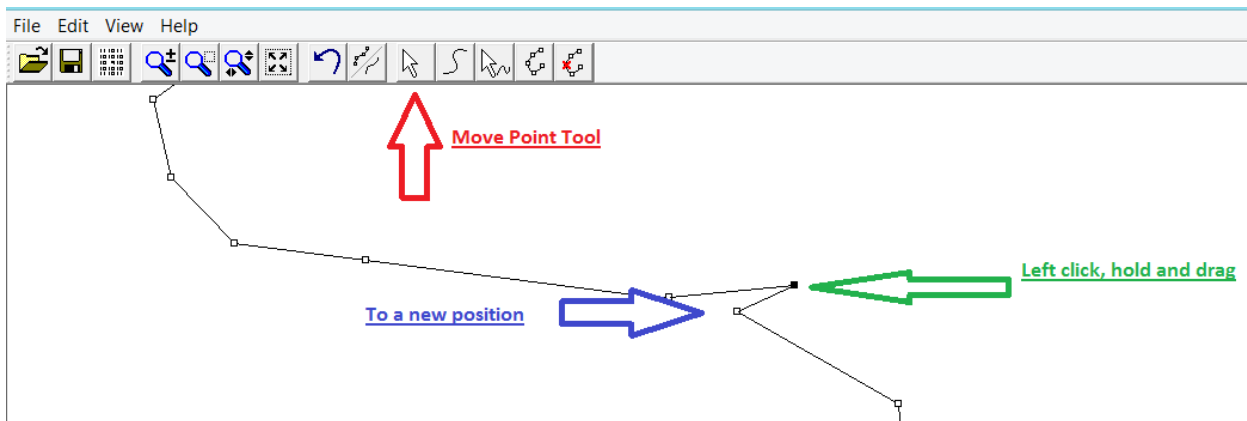 File Edit View Help
Move Point Tool
Left click, hold and drag
To a new position